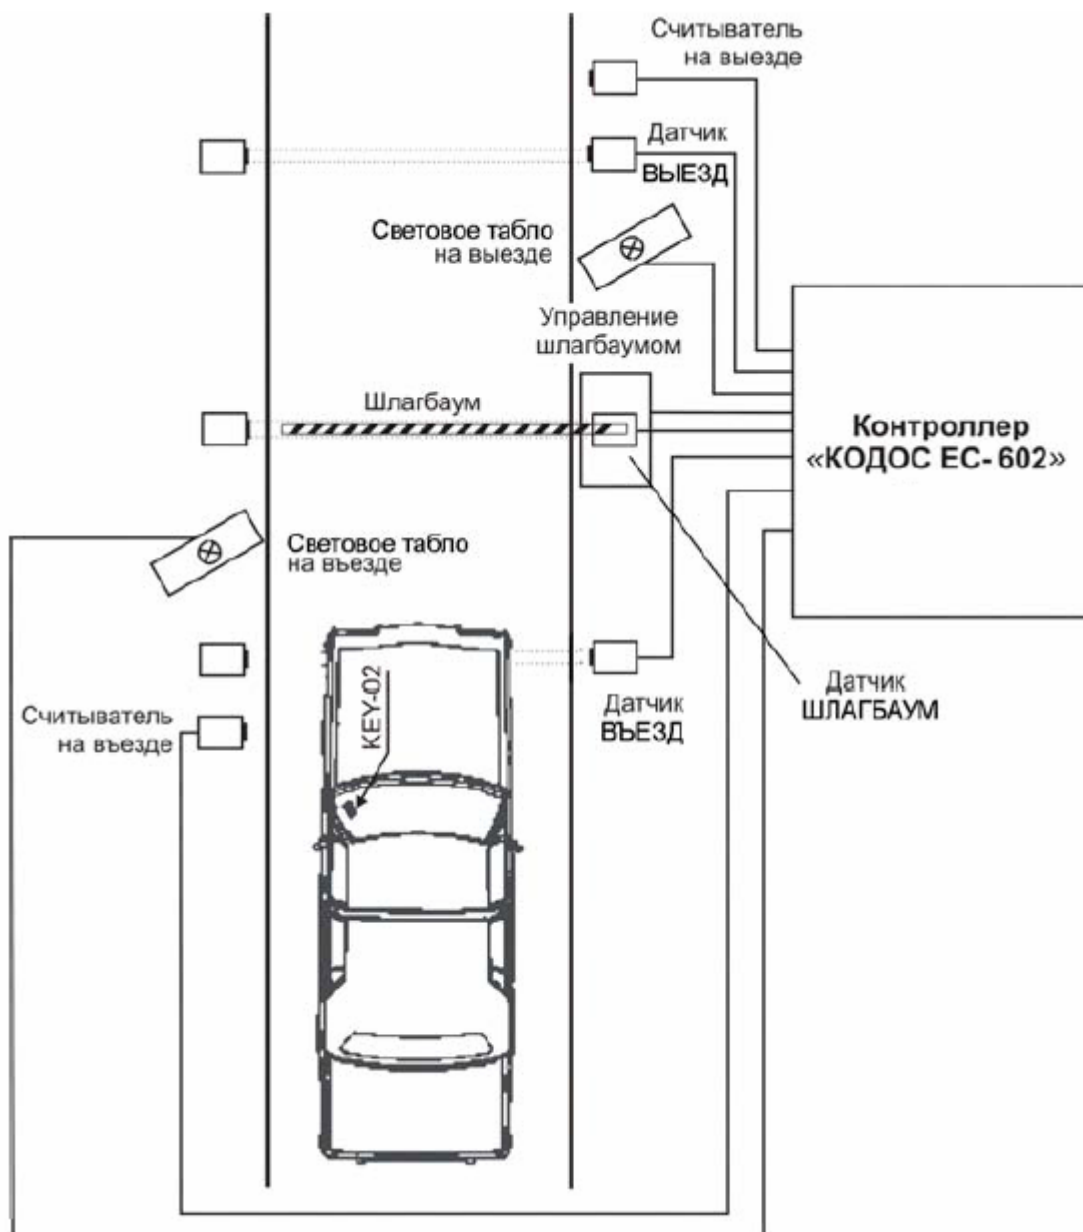 Считыватель
на выезде
Датчик
ВЫЕЗД
Световое табло
на выезде
Управление
шлагбаумом
Шлагбаум
Контроллер
«КОДОС ЕС- 602»
Световое табло
на въезде
KEY-02
Считыватель
на въезде
Датчик
ВЪЕЗД
Датчик
ШЛАГБАУМ